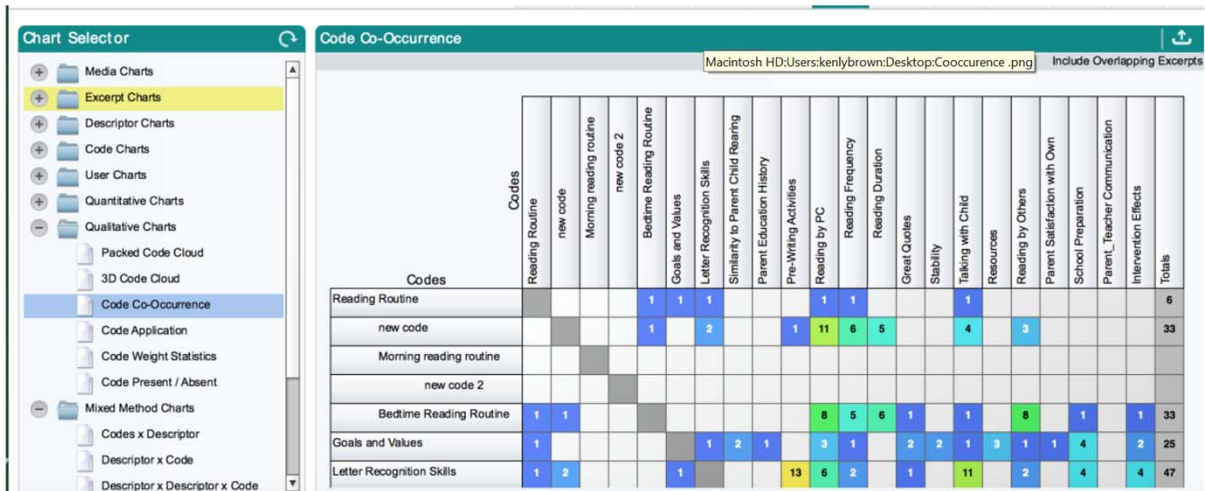 Chart Selector
Media Charts
Excerpt Charts
Descriptor Charts
Code Charts
User Charts
Quantitative Charts
Qualitative Charts
Packed Code Cloud
3D Code Cloud
Code Co-Occurrence
Code Application
Code Weight Statistics
Code Present / Absent
Mixed Method Charts
Codes x Descriptor
Descriptor x Code
Descriptor x Descriptor x Code
Code Co-Occurrence
Macintosh HD:Users:kenlybrown:Desktop:Cooccurence .png
Include Overlapping Excerpts
Codes
Reading Routine
new code
Morning reading routine
new code 2
Bedtime Reading Routine
Goals and Values
Letter Recognition Skills
Similarity to Parent Child Rearing
Parent Education History
Pre-Writing Activities
Reading by PC
Reading Frequency
Reading Duration
Great Quotes
Stability
Talking with Child
Resources
Reading by Others
Parent Satisfaction with Own
School Preparation
Parent_Teacher Communication
Intervention Effects
Totals
Codes
Reading Routine 1 1 1 1 1 1 6
new code 1 2 1 11 6 5 4 3 33
Morning reading routine
new code 2
Bedtime Reading Routine 1 1 8 5 6 1 1 8 1 1 33
Goals and Values 1 1 2 1 3 1 2 2 1 3 1 1 4 2 25
Letter Recognition Skills 1 2 1 13 6 2 1 11 2 4 4 47